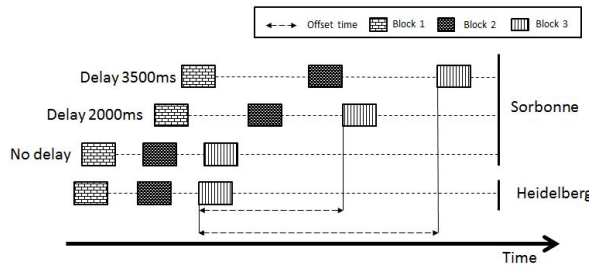 Offset time Block 1 Block 2 Block 3
Delay 3500ms
Delay 2000ms
Sorbonne
No delay
Heidelberg
Time